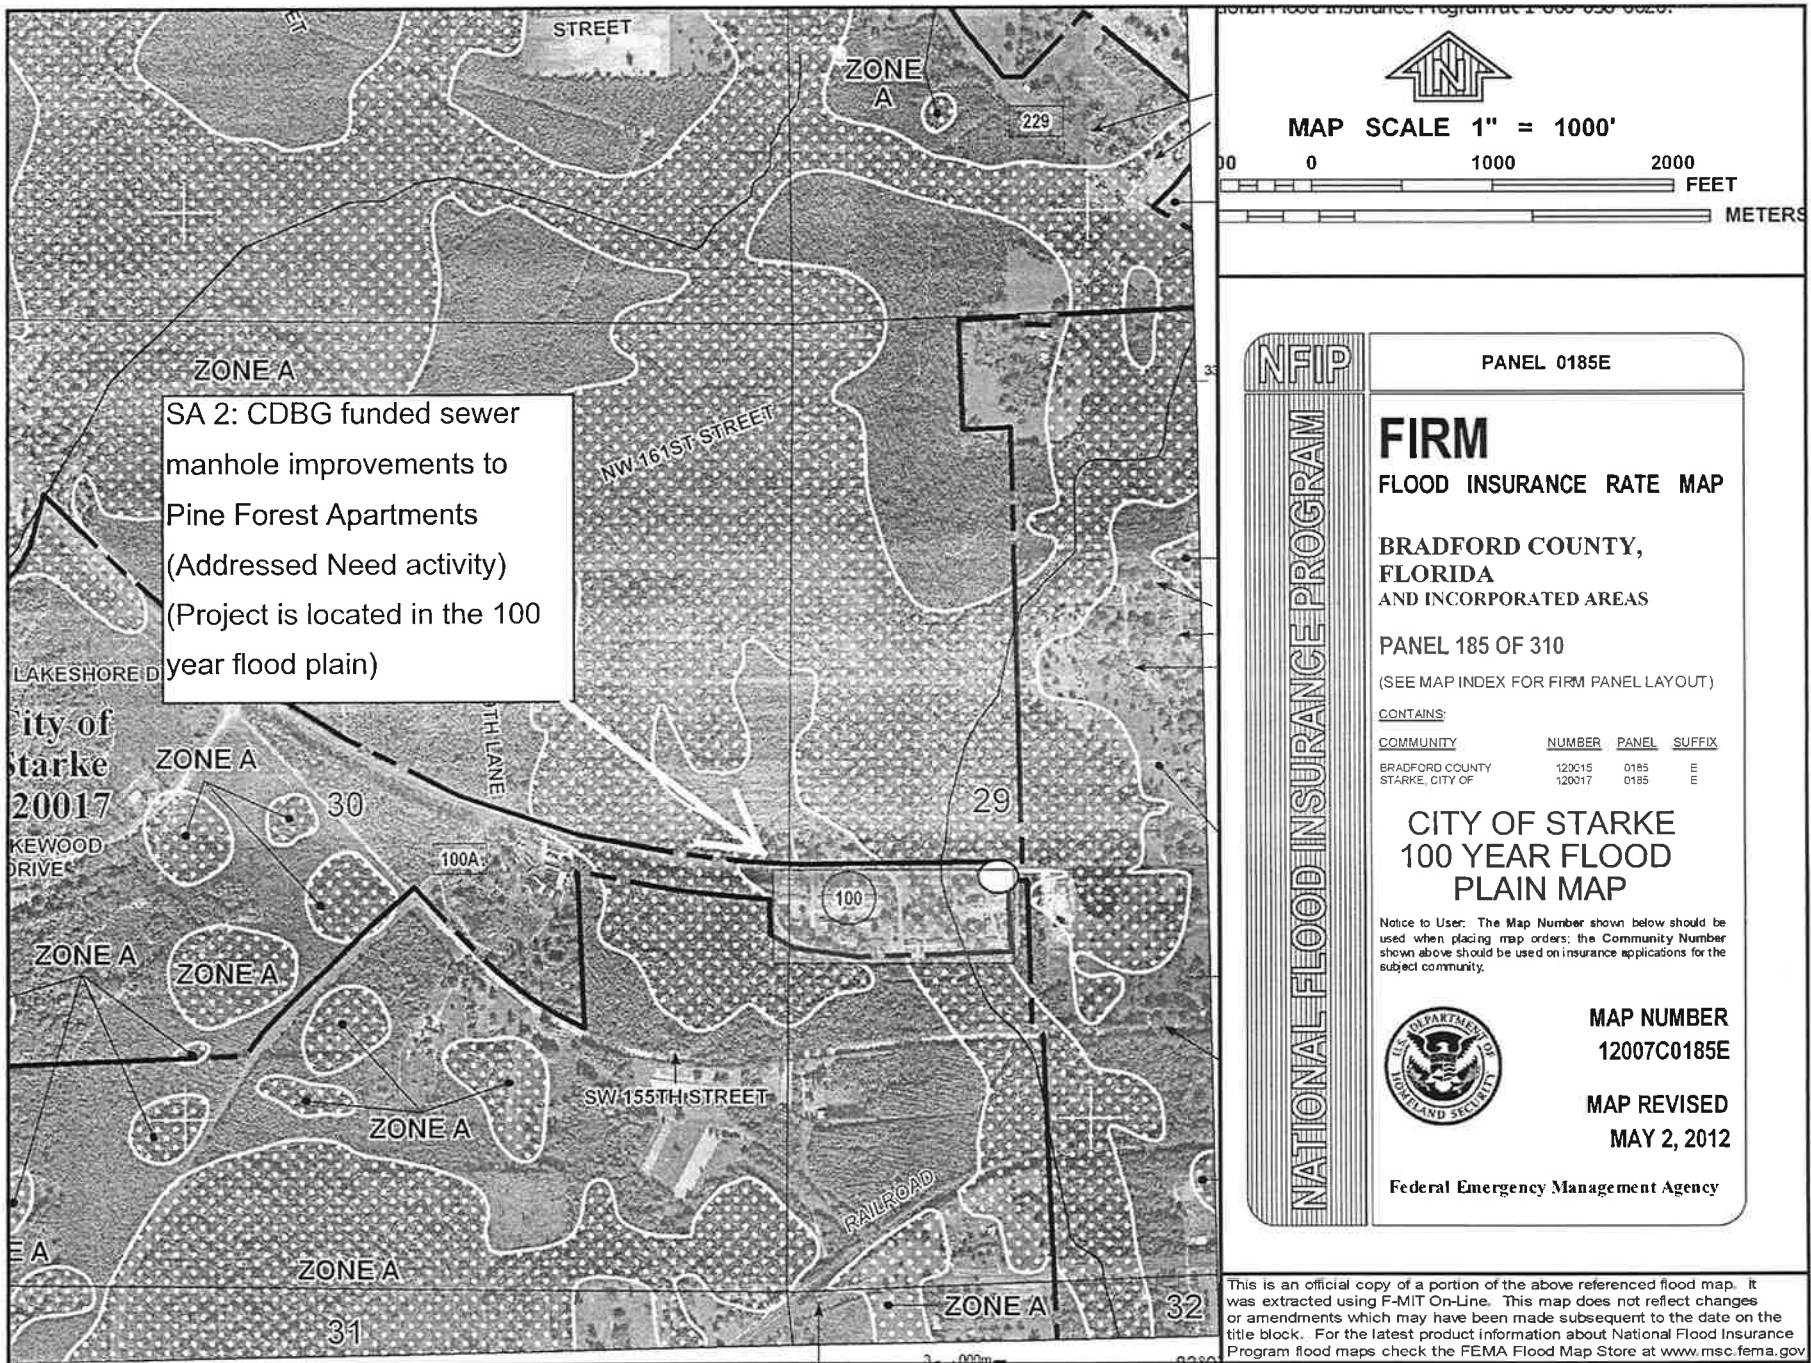 STREET
ZONE
A
229
ZONE A
NW 161ST STREET
SA 2: CDBG funded sewer
manhole improvements to
Pine Forest Apartments
(Addressed Need activity)
(Project is located in the 100
year flood plain)
LAKESHORE D
City of
Starke
20017
KEWOOD
DRIVE
ZONE A
30
TH LANE
29
100A
100
ZONE A
ZONE A
SW 155TH STREET
ZONE A
RAILROAD
E A
ZONE A
ZONE A
31
32
000m
MAP SCALE 1" = 1000'
00 0 1000 2000
FEET
METERS
N
NFIP
NATIONAL FLOOD INSURANCE PROGRAM
PANEL 0185E
FIRM
FLOOD INSURANCE RATE MAP
BRADFORD COUNTY,
FLORIDA
AND INCORPORATED AREAS
PANEL 185 OF 310
(SEE MAP INDEX FOR FIRM PANEL LAYOUT)
CONTAINS:
COMMUNITY NUMBER PANEL SUFFIX
BRADFORD COUNTY 120015 0185 E
STARKE, CITY OF 120017 0185 E
CITY OF STARKE
100 YEAR FLOOD
PLAIN MAP
Notice to User: The Map Number shown below should be
used when placing map orders; the Community Number
shown above should be used on insurance applications for the
subject community.
U.S. DEPARTMENT OF HOMELAND SECURITY
MAP NUMBER
12007C0185E
MAP REVISED
MAY 2, 2012
Federal Emergency Management Agency
This is an official copy of a portion of the above referenced flood map. It
was extracted using F-MIT On-Line. This map does not reflect changes
or amendments which may have been made subsequent to the date on the
title block. For the latest product information about National Flood Insurance
Program flood maps check the FEMA Flood Map Store at www.msc.fema.gov